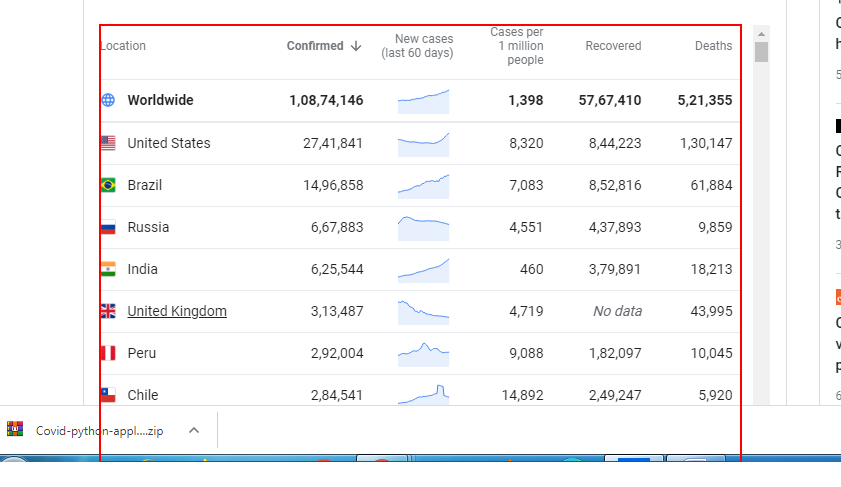 Location Confirmed New cases (last 60 days) Cases per 1 million people Recovered Deaths
Worldwide 1,08,74,146 1,398 57,67,410 5,21,355
United States 27,41,841 8,320 8,44,223 1,30,147
Brazil 14,96,858 7,083 8,52,816 61,884
Russia 6,67,883 4,551 4,37,893 9,859
India 6,25,544 460 3,79,891 18,213
United Kingdom 3,13,487 4,719 No data 43,995
Peru 2,92,004 9,088 1,82,097 10,045
Chile 2,84,541 14,892 2,49,247 5,920
Covid-python-appl....zip